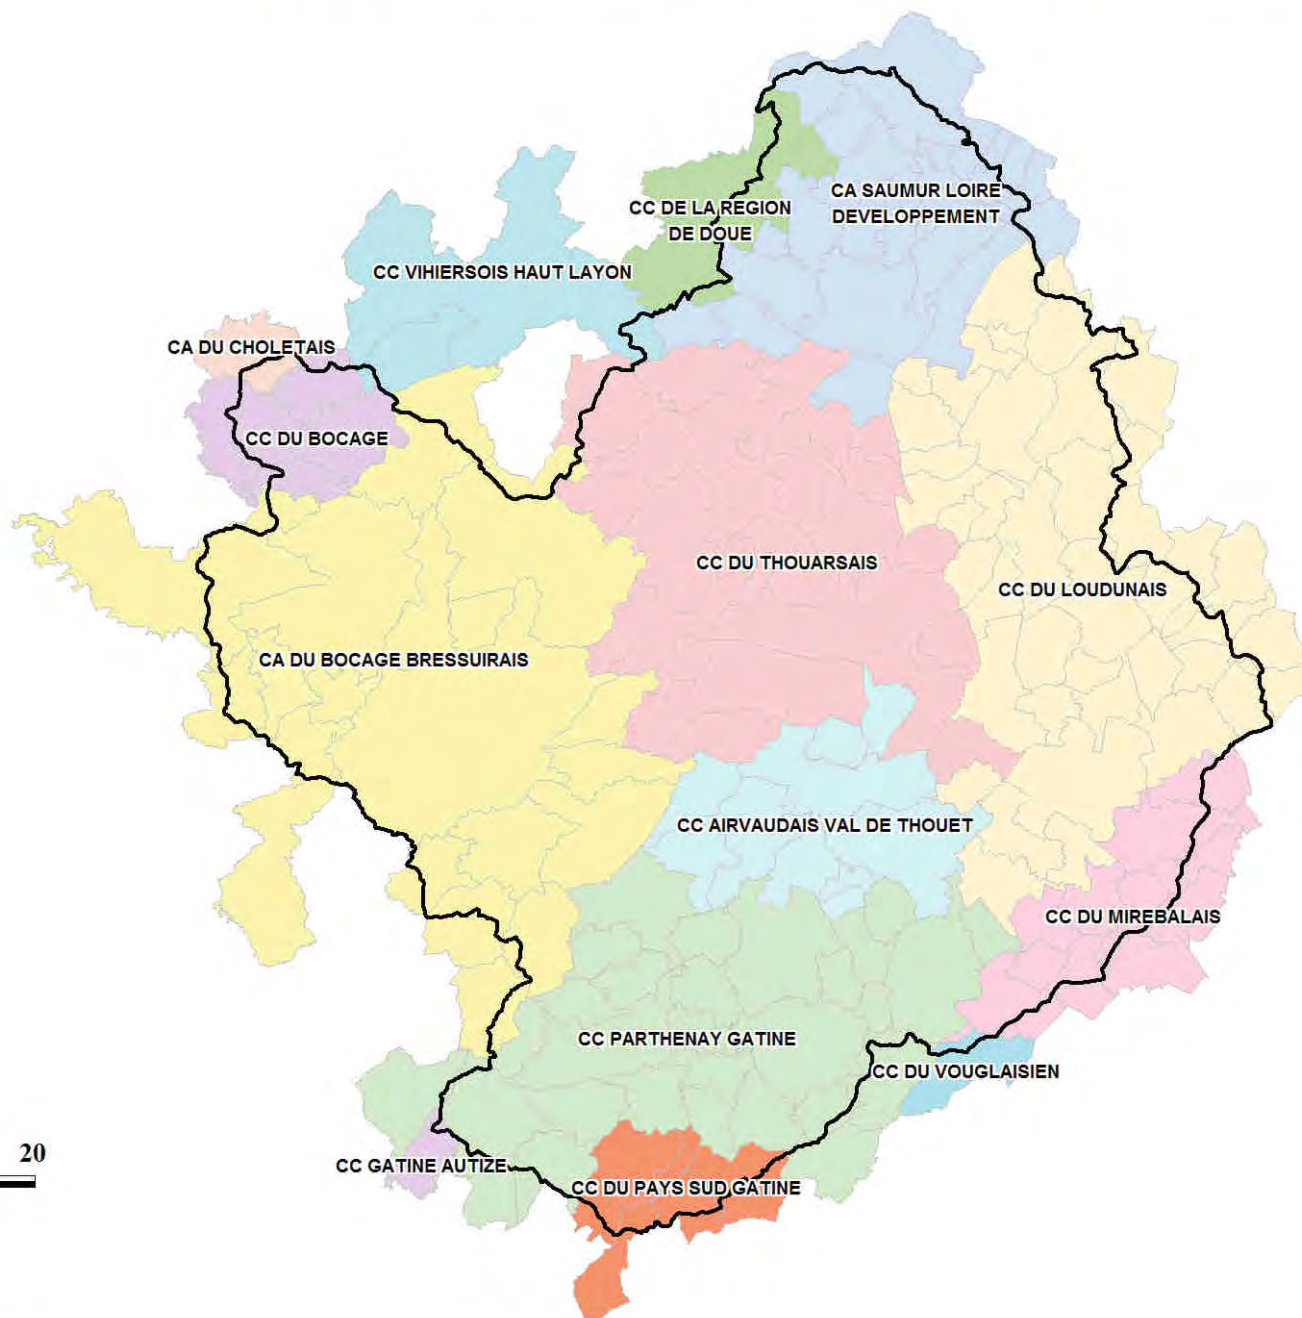 CA SAUMUR LOIRE
DEVELOPPEMENT
CC DE LA REGION
DE DOUE
CC VIHIERSOIS HAUT LAYON
CA DU CHOLETAIS
CC DU BOCAGE
CC DU THOUARSAIS
CC DU LOUDUNAIS
CA DU BOCAGE BRESSUIRAIS
CC AIRVAUDAIS VAL DE THOUET
CC DU MIREBALAIS
CC PARTHENAY GATINE
CC DU VOUGLAISIEN
20
CC GATINE AUTIZE
CC DU PAYS SUD GATINE